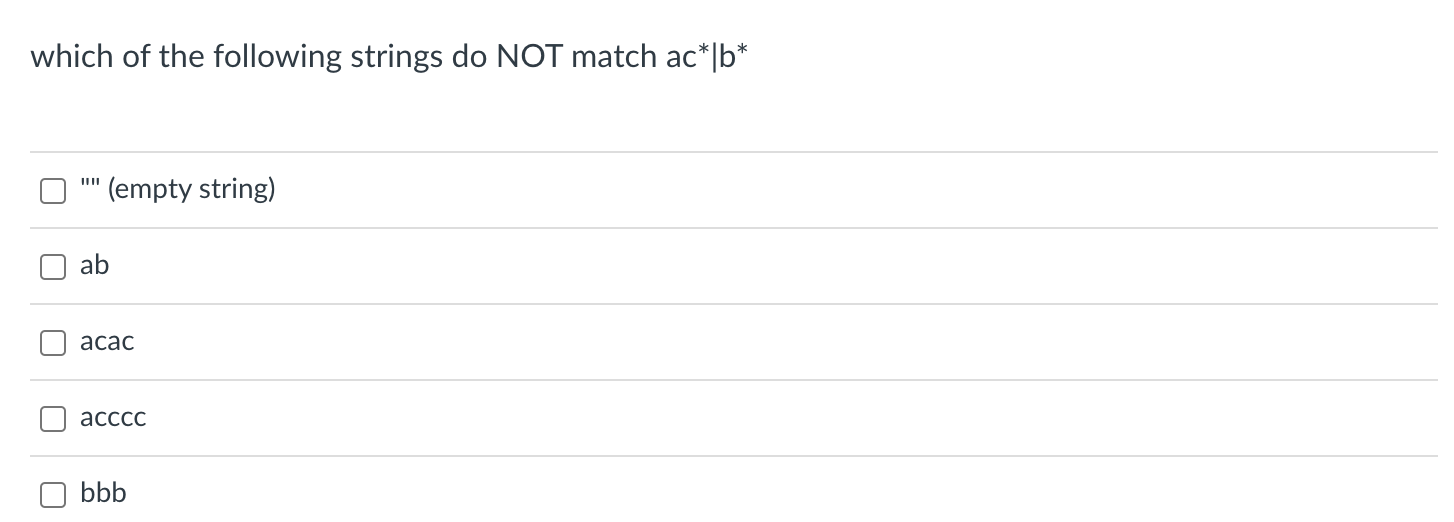 which of the following strings do NOT match ac*|b*
"" (empty string)
ab
acac
acccc
bbb